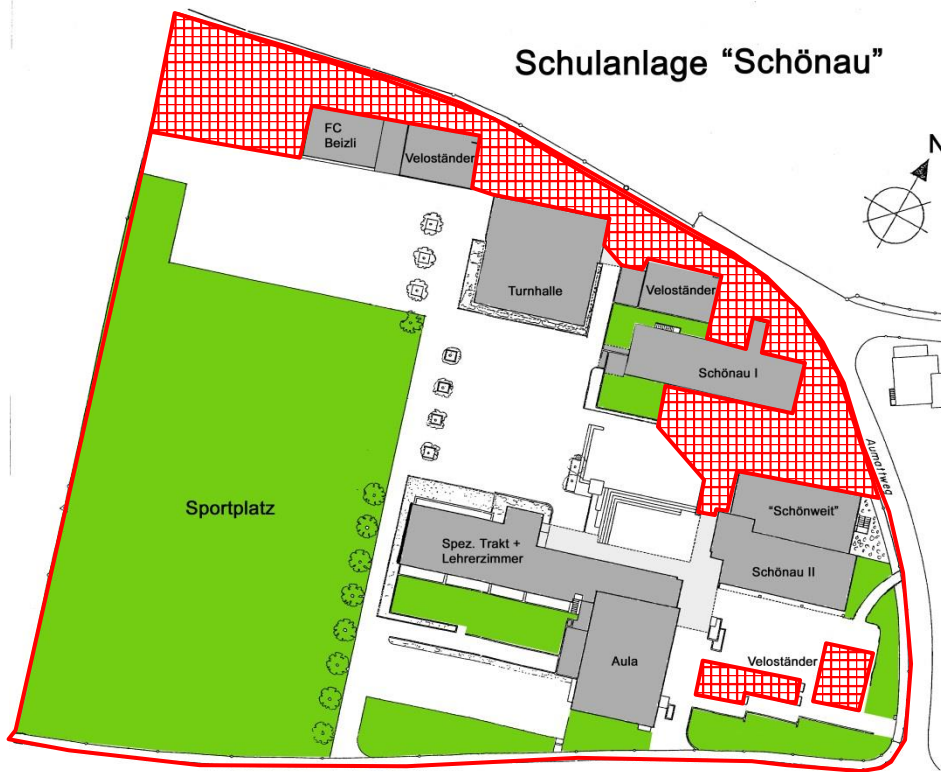 Schulanlage “Schönau”
N
FC
Beizli
Veloständer
Turnhalle
Veloständer
Schönau I
Aumattweg
Sportplatz
“Schönweit”
Spez. Trakt +
Lehrerzimmer
Schönau II
Aula
Veloständer